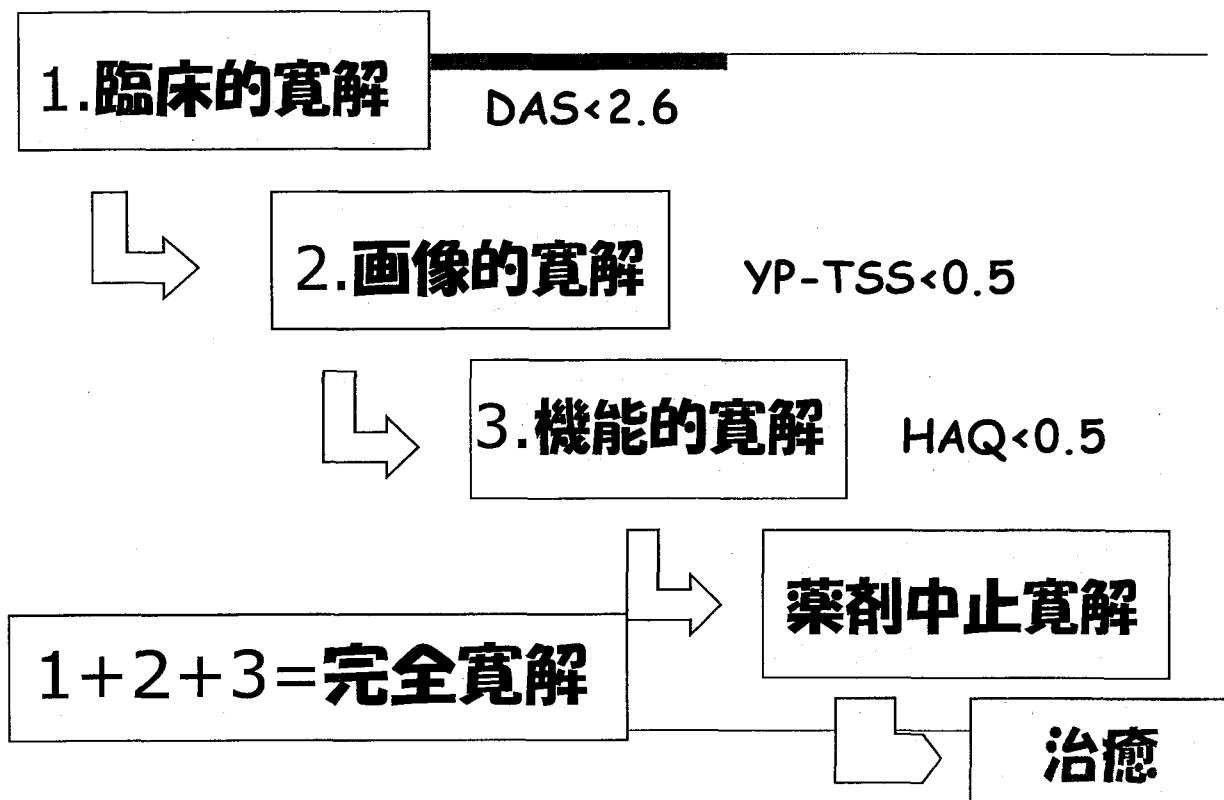 1.臨床的寛解
DAS<2.6
2.画像的寛解
YP-TSS<0.5
3.機能的寛解
HAQ<0.5
薬剤中止寛解
1+2+3=完全寛解
治癒